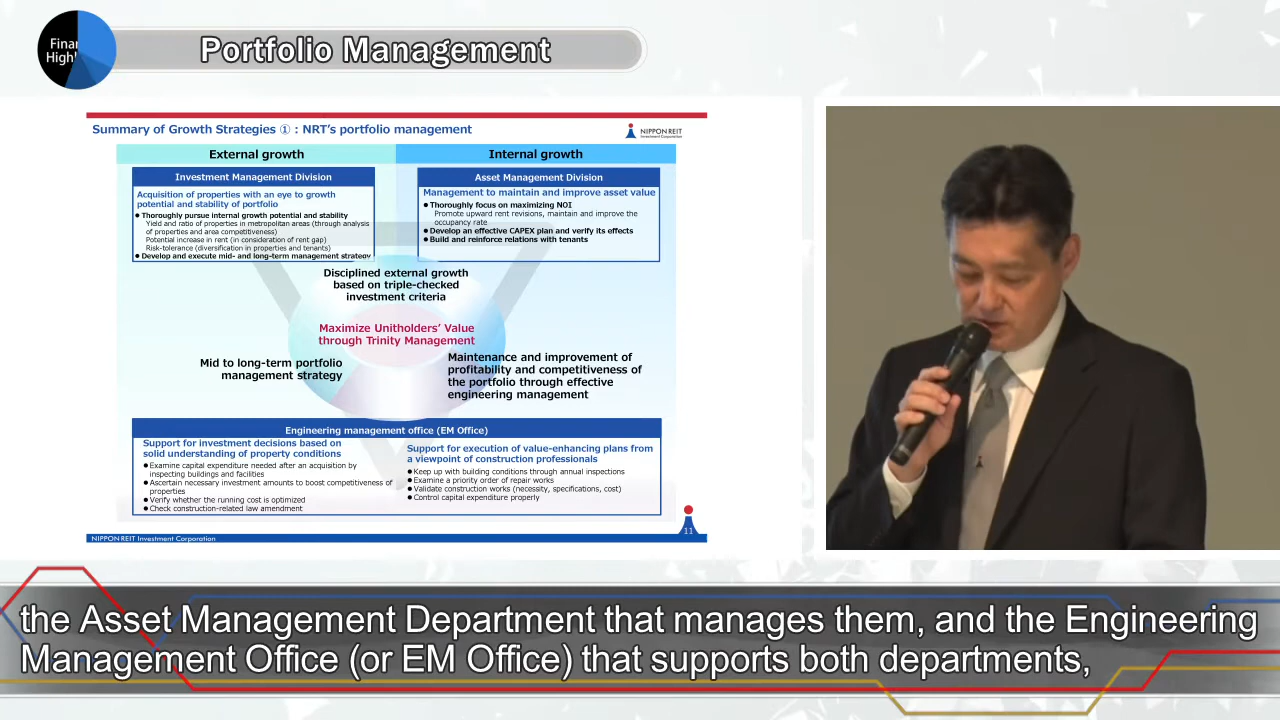 Finan
High
Portfolio Management
Summary of Growth Strategies ① : NRT's portfolio management
NIPPON REIT
Investment Corporation
External growth
Internal growth
Investment Management Division
Acquisition of properties with an eye to growth
potential and stability of portfolio
● Thoroughly pursue internal growth potential and stability
Yield and ratio of properties in metropolitan areas (through analysis
of properties and area competitiveness)
Potential increase in rent (in consideration of rent gap)
Risk-tolerance (diversification in properties and tenants)
● Develop and execute mid- and long-term management strategy
Asset Management Division
Management to maintain and improve asset value
● Thoroughly focus on maximizing NOI
Promote upward rent revisions, maintain and improve the
occupancy rate
● Develop an effective CAPEX plan and verify its effects
● Build and reinforce relations with tenants
Disciplined external growth
based on triple-checked
investment criteria
Maximize Unitholders' Value
through Trinity Management
Mid to long-term portfolio
management strategy
Maintenance and improvement of
profitability and competitiveness of
the portfolio through effective
engineering management
Engineering management office (EM Office)
Support for investment decisions based on
solid understanding of property conditions
● Examine capital expenditure needed after an acquisition by
inspecting buildings and facilities
● Ascertain necessary investment amounts to boost competitiveness of
properties
● Verify whether the running cost is optimized
● Check construction-related law amendment
Support for execution of value-enhancing plans from
a viewpoint of construction professionals
● Keep up with building conditions through annual inspections
● Examine a priority order of repair works
● Validate construction works (necessity, specifications, cost)
● Control capital expenditure properly
NIPPON REIT Investment Corporation
11
the Asset Management Department that manages them, and the Engineering
Management Office (or EM Office) that supports both departments,